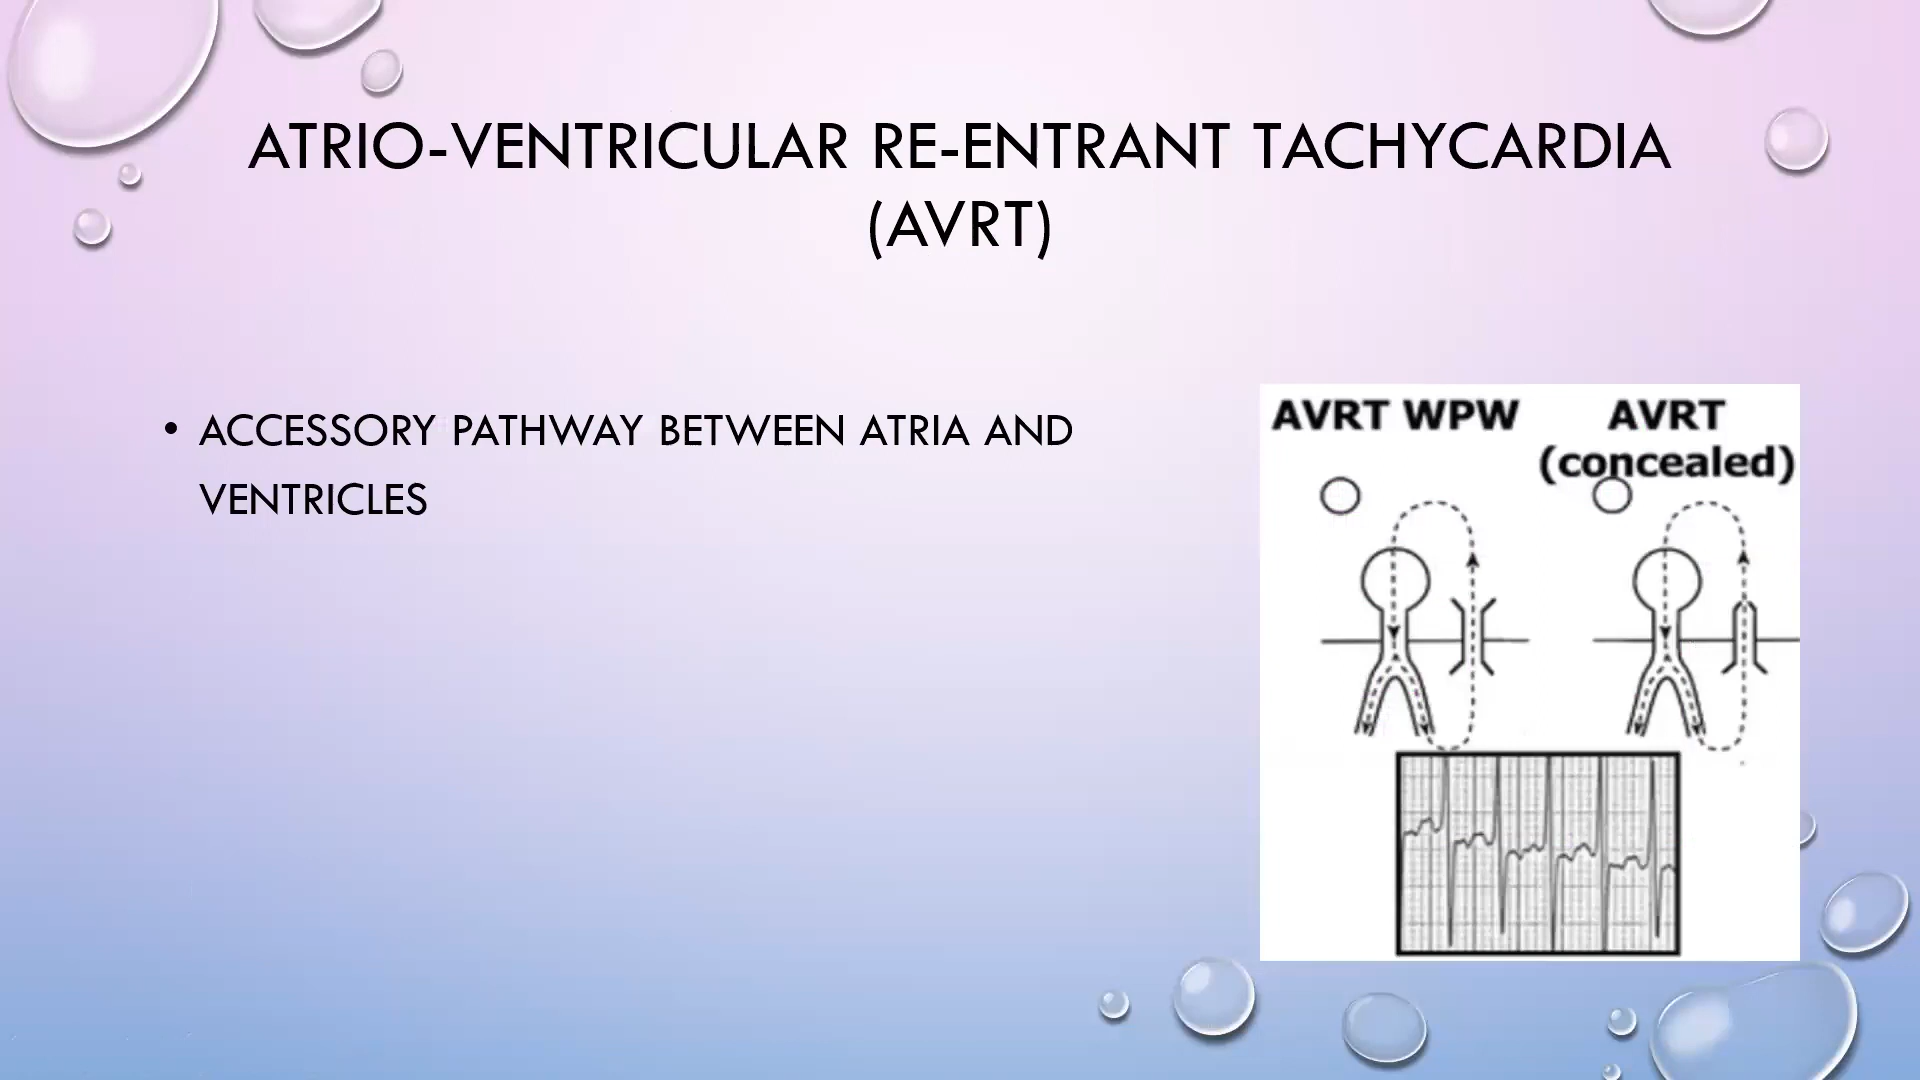 ATRIO-VENTRICULAR RE-ENTRANT TACHYCARDIA
(AVRT)
• ACCESSORY PATHWAY BETWEEN ATRIA AND
VENTRICLES
AVRT WPW
AVRT
(concealed)